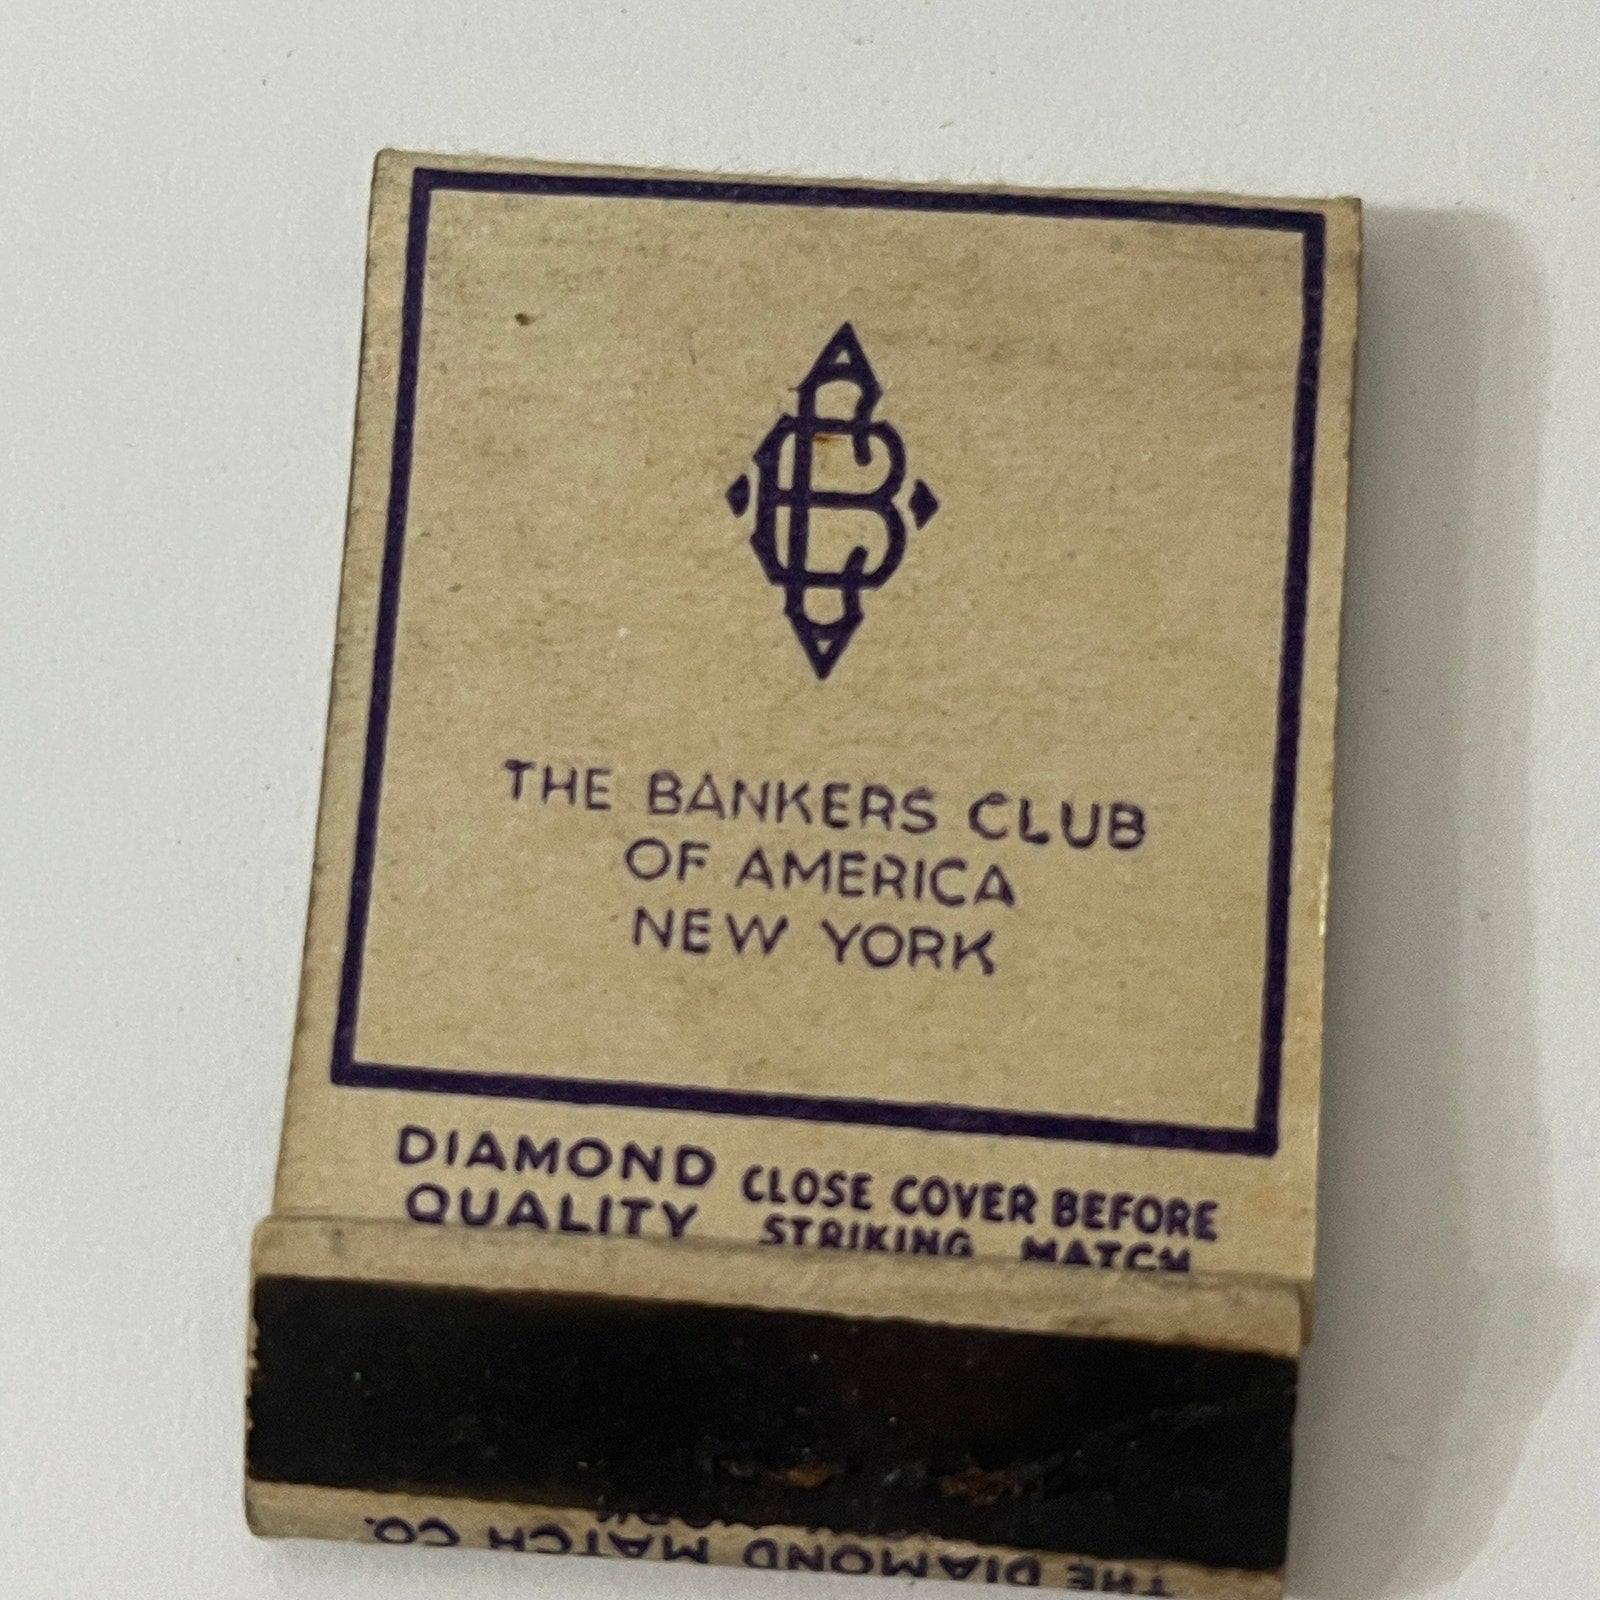 THE BANKERS CLUB
OF AMERICA
NEW YORK
DIAMOND
QUALITY
CLOSE COVER BEFORE
STRIKING MATCH
THE DIAMOND MATCH CO.